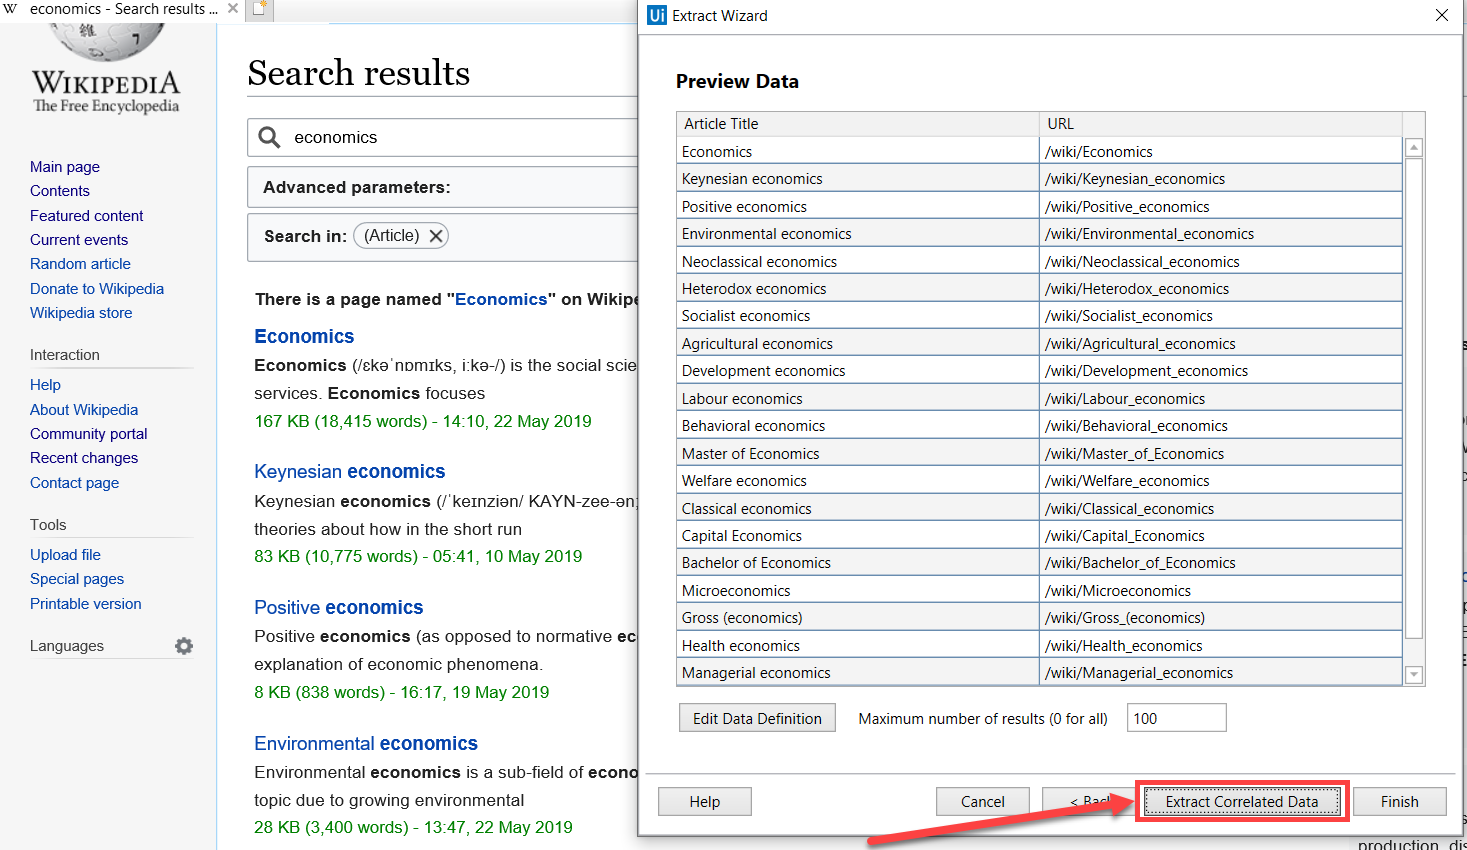 W economics - Search results ...
WIKIPEDIA
The Free Encyclopedia
Main page
Contents
Featured content
Current events
Random article
Donate to Wikipedia
Wikipedia store
Interaction
Help
About Wikipedia
Community portal
Recent changes
Contact page
Tools
Upload file
Special pages
Printable version
Languages
Search results
economics
Advanced parameters:
Search in: (Article)
There is a page named "Economics" on Wikipe
Economics
Economics (/ɛkəˈnɒmɪks, iːkə-/) is the social scie
services. Economics focuses
167 KB (18,415 words) - 14:10, 22 May 2019
Keynesian economics
Keynesian economics (/ˈkeɪnziən/ KAYN-zee-ən;
theories about how in the short run
83 KB (10,775 words) - 05:41, 10 May 2019
Positive economics
Positive economics (as opposed to normative ec
explanation of economic phenomena.
8 KB (838 words) - 16:17, 19 May 2019
Environmental economics
Environmental economics is a sub-field of econo
topic due to growing environmental
28 KB (3,400 words) - 13:47, 22 May 2019
Ui Extract Wizard
Preview Data
Article Title URL
Economics /wiki/Economics
Keynesian economics /wiki/Keynesian_economics
Positive economics /wiki/Positive_economics
Environmental economics /wiki/Environmental_economics
Neoclassical economics /wiki/Neoclassical_economics
Heterodox economics /wiki/Heterodox_economics
Socialist economics /wiki/Socialist_economics
Agricultural economics /wiki/Agricultural_economics
Development economics /wiki/Development_economics
Labour economics /wiki/Labour_economics
Behavioral economics /wiki/Behavioral_economics
Master of Economics /wiki/Master_of_Economics
Welfare economics /wiki/Welfare_economics
Classical economics /wiki/Classical_economics
Capital Economics /wiki/Capital_Economics
Bachelor of Economics /wiki/Bachelor_of_Economics
Microeconomics /wiki/Microeconomics
Gross (economics) /wiki/Gross_(economics)
Health economics /wiki/Health_economics
Managerial economics /wiki/Managerial_economics
Edit Data Definition Maximum number of results (0 for all) 100
Help Cancel < Back Extract Correlated Data Finish
production, dis